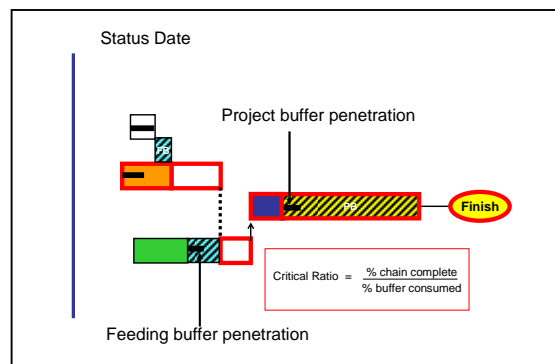 Status Date
Project buffer penetration
FB
PB
Finish
Critical Ratio = % chain complete
% buffer consumed
Feeding buffer penetration